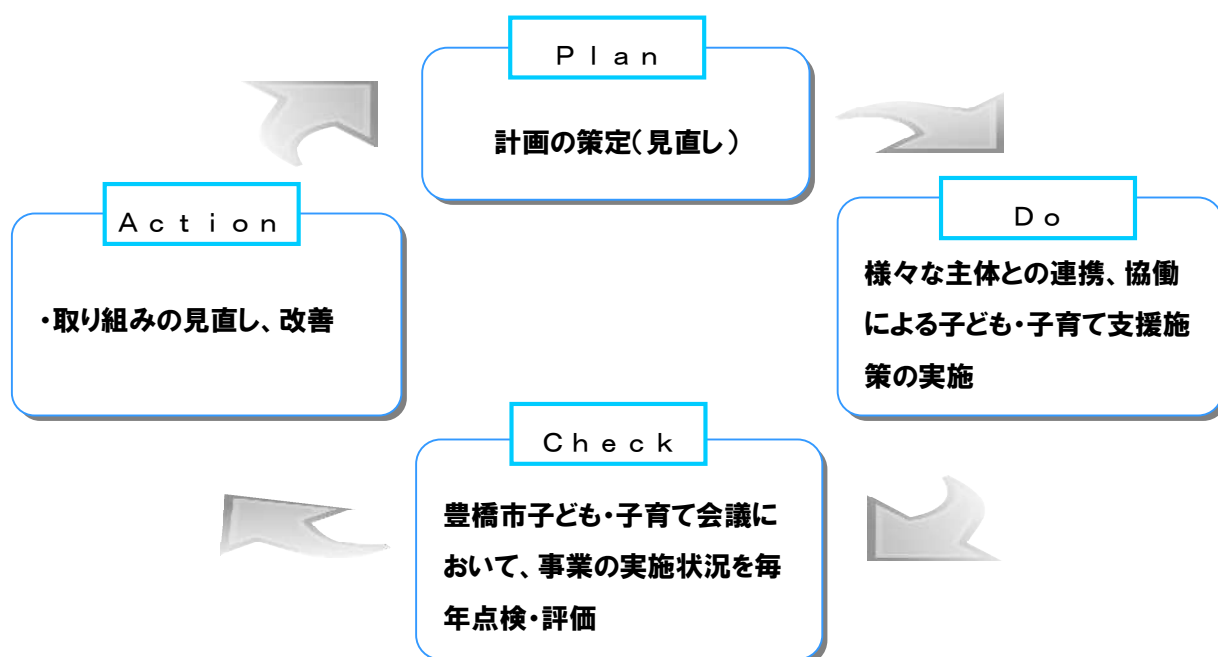 Ｐｌａｎ
計画の策定（見直し）
Ａｃｔｉｏｎ
・取り組みの見直し、改善
Ｄｏ
様々な主体との連携、協働
による子ども・子育て支援施
策の実施
Ｃｈｅｃｋ
豊橋市子ども・子育て会議に
おいて、事業の実施状況を毎
年点検・評価